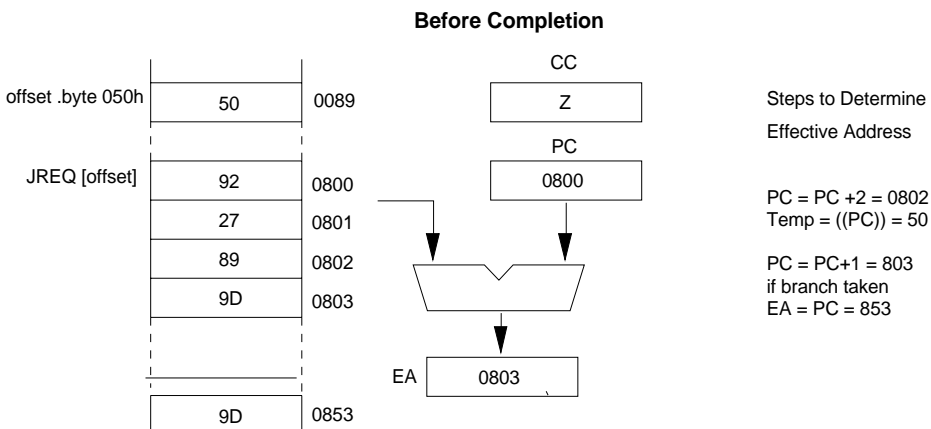 Before Completion
CC
offset .byte 050h
50
0089
Z
Steps to Determine
Effective Address
PC
JREQ [offset]
92
0800
0800
27
0801
89
0802
9D
0803
PC = PC +2 = 0802
Temp = ((PC)) = 50
PC = PC+1 = 803
if branch taken
EA = PC = 853
EA
0803
9D
0853